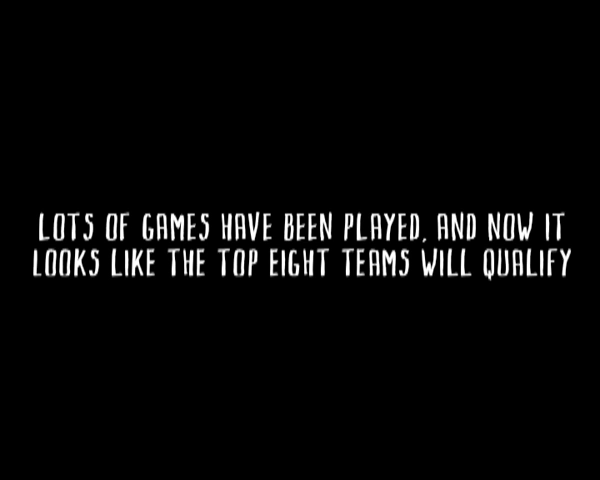 LOTS OF GAMES HAVE BEEN PLAYED, AND NOW IT
LOOKS LIKE THE TOP EIGHT TEAMS WILL QUALIFY